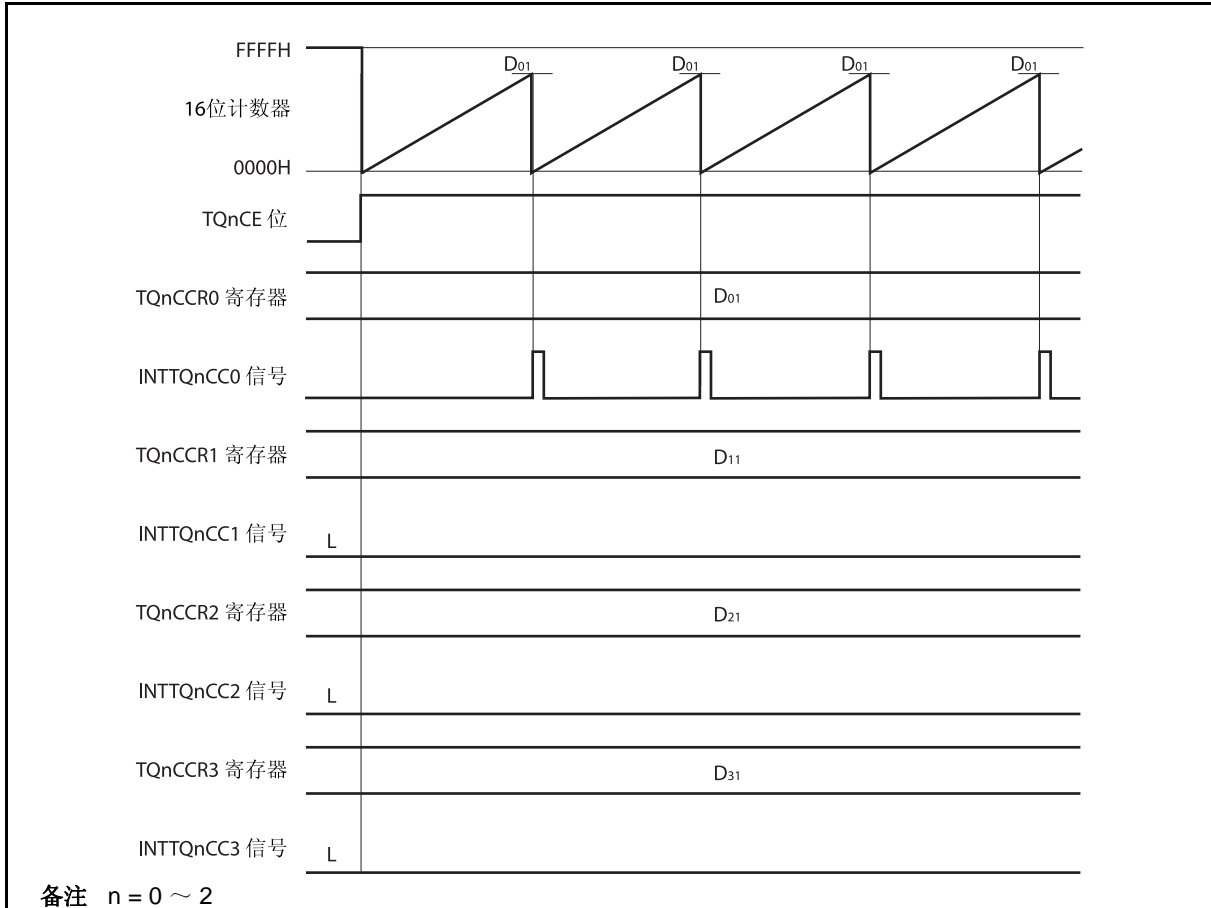 FFFFH
D01 D01 D01 D01
16位计数器
0000H
TQnCE 位
TQnCCR0 寄存器 D01
INTTQnCC0 信号
TQnCCR1 寄存器 D11
INTTQnCC1 信号 L
TQnCCR2 寄存器 D21
INTTQnCC2 信号 L
TQnCCR3 寄存器 D31
INTTQnCC3 信号 L
备注 n = 0 ～ 2